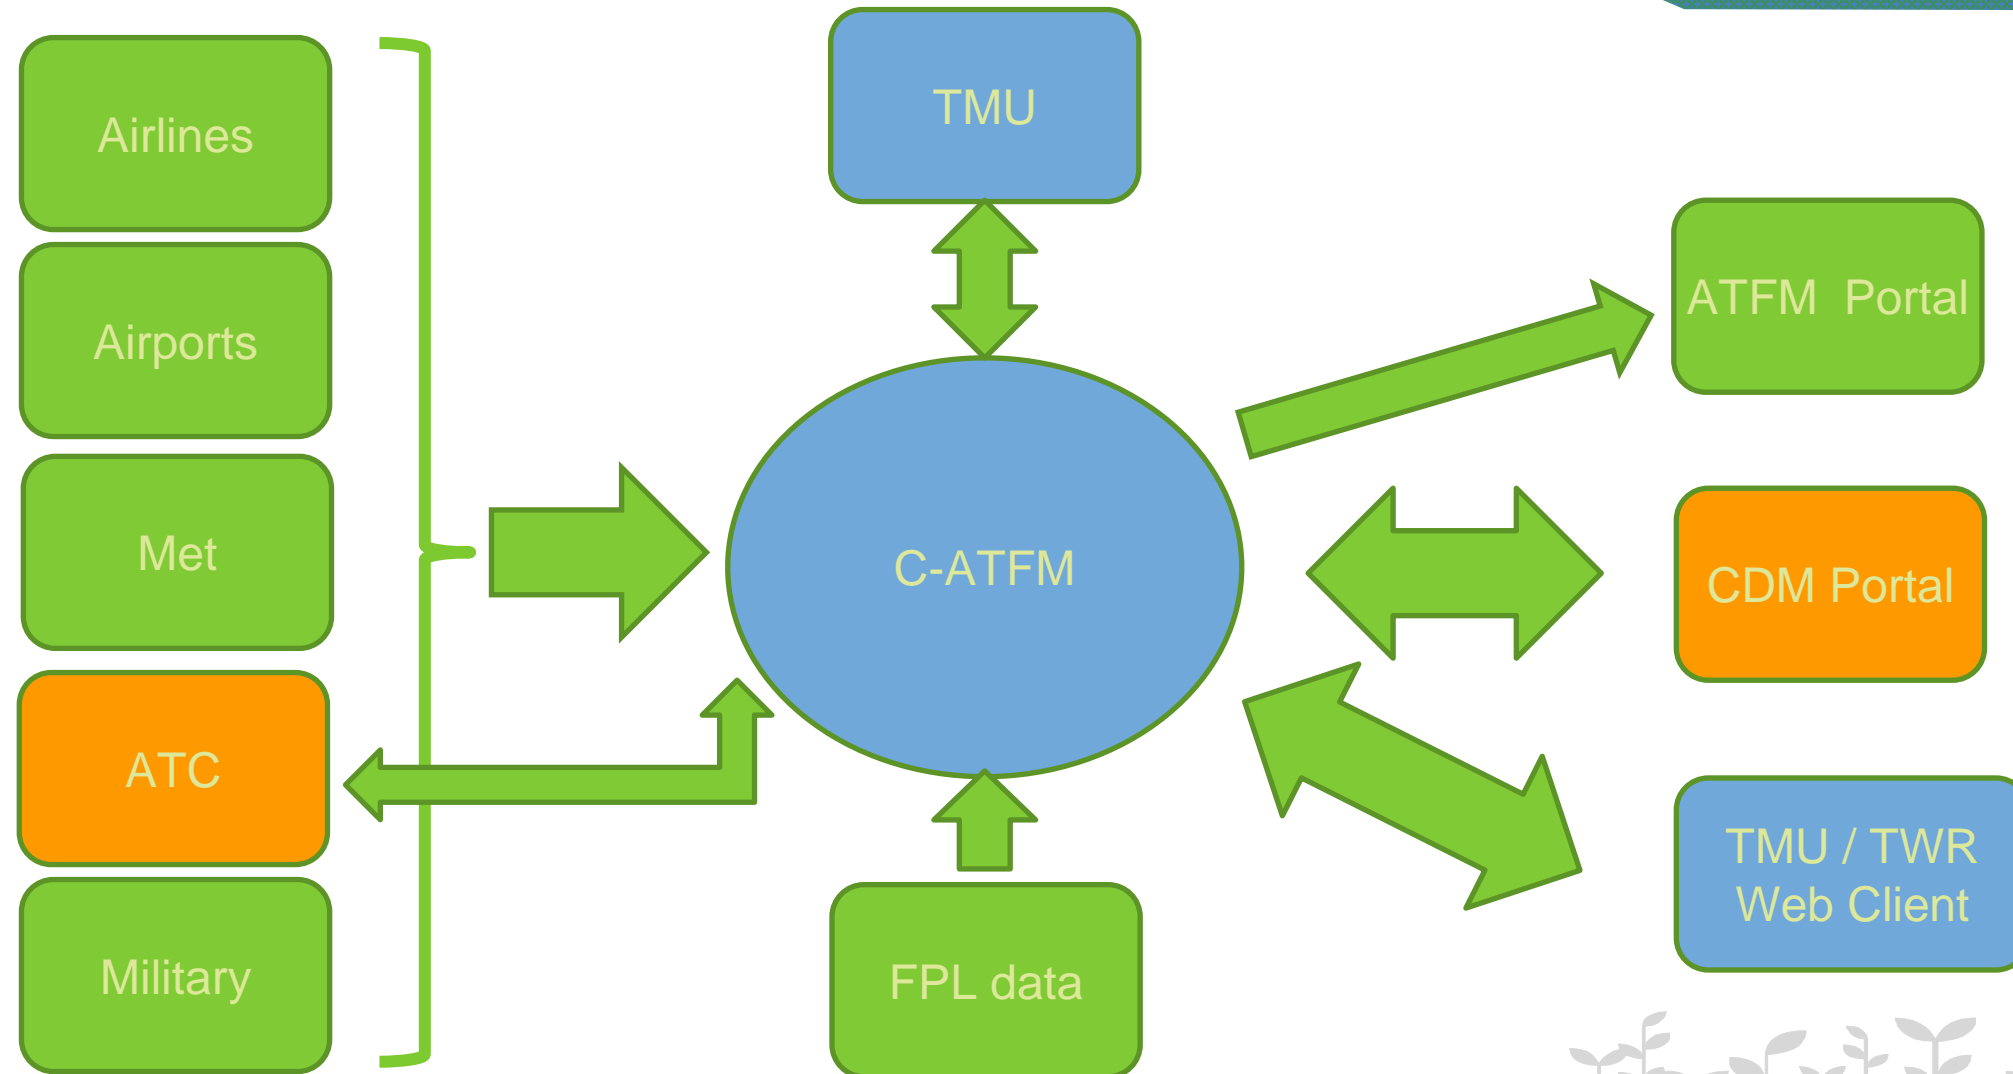 Airlines
Airports
Met
ATC
Military
TMU
C-ATFM
FPL data
ATFM  Portal
CDM Portal
TMU / TWR
Web Client